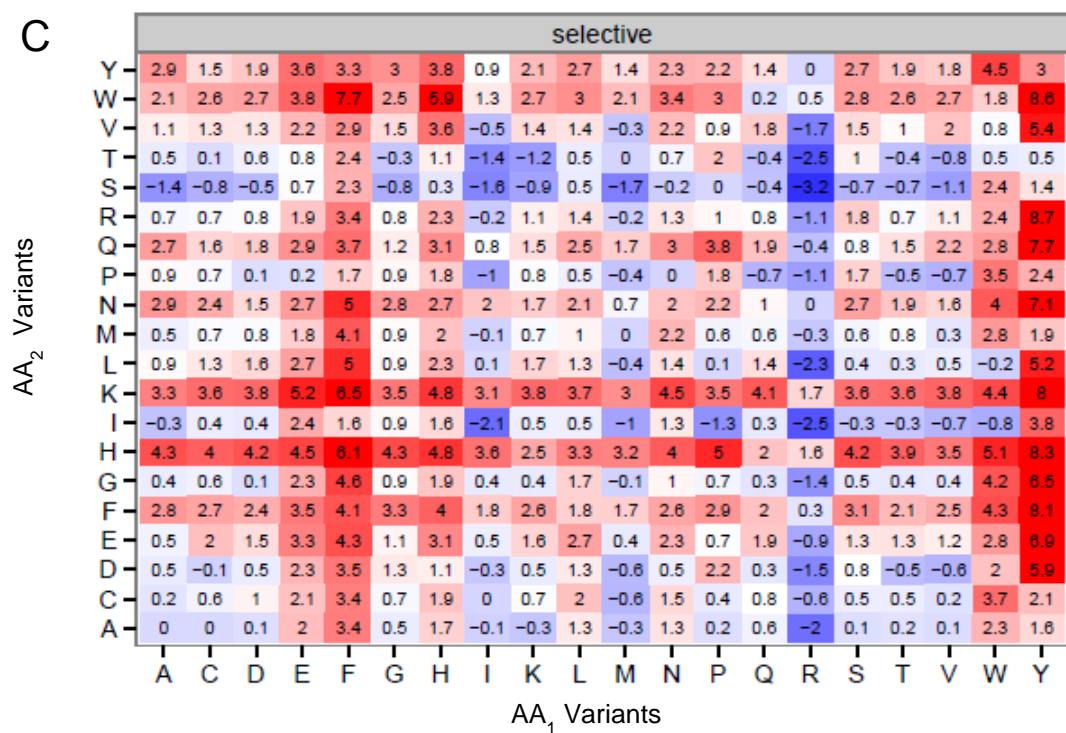 C
selective
Y 2.9 1.5 1.9 3.6 3.3 3 3.8 0.9 2.1 2.7 1.4 2.3 2.2 1.4 0 2.7 1.9 1.8 4.5 3
W 2.1 2.6 2.7 3.8 7.7 2.5 5.9 1.3 2.7 3 2.1 3.4 3 0.2 0.5 2.8 2.6 2.7 1.8 8.6
V 1.1 1.3 1.3 2.2 2.9 1.5 3.6 −0.5 1.4 1.4 −0.3 2.2 0.9 1.8 −1.7 1.5 1 2 0.8 5.4
T 0.5 0.1 0.6 0.8 2.4 −0.3 1.1 −1.4 −1.2 0.5 0 0.7 2 −0.4 −2.5 1 −0.4 −0.8 0.5 0.5
S −1.4 −0.8 −0.5 0.7 2.3 −0.8 0.3 −1.6 −0.9 0.5 −1.7 −0.2 0 −0.4 −3.2 −0.7 −0.7 −1.1 2.4 1.4
R 0.7 0.7 0.8 1.9 3.4 0.8 2.3 −0.2 1.1 1.4 −0.2 1.3 1 0.8 −1.1 1.8 0.7 1.1 2.4 8.7
Q 2.7 1.6 1.8 2.9 3.7 1.2 3.1 0.8 1.5 2.5 1.7 3 3.8 1.9 −0.4 0.8 1.5 2.2 2.8 7.7
P 0.9 0.7 0.1 0.2 1.7 0.9 1.8 −1 0.8 0.5 −0.4 0 1.8 −0.7 −1.1 1.7 −0.5 −0.7 3.5 2.4
N 2.9 2.4 1.5 2.7 5 2.8 2.7 2 1.7 2.1 0.7 2 2.2 1 0 2.7 1.9 1.6 4 7.1
M 0.5 0.7 0.8 1.8 4.1 0.9 2 −0.1 0.7 1 0 2.2 0.6 0.6 −0.3 0.6 0.8 0.3 2.8 1.9
L 0.9 1.3 1.6 2.7 5 0.9 2.3 0.1 1.7 1.3 −0.4 1.4 0.1 1.4 −2.3 0.4 0.3 0.5 −0.2 5.2
K 3.3 3.6 3.8 5.2 6.5 3.5 4.8 3.1 3.8 3.7 3 4.5 3.5 4.1 1.7 3.6 3.6 3.8 4.4 8
I −0.3 0.4 0.4 2.4 1.6 0.9 1.6 −2.1 0.5 0.5 −1 1.3 −1.3 0.3 −2.5 −0.3 −0.3 −0.7 −0.8 3.8
H 4.3 4 4.2 4.5 6.1 4.3 4.8 3.6 2.5 3.3 3.2 4 5 2 1.6 4.2 3.9 3.5 5.1 8.3
G 0.4 0.6 0.1 2.3 4.6 0.9 1.9 0.4 0.4 1.7 −0.1 1 0.7 0.3 −1.4 0.5 0.4 0.4 4.2 6.5
F 2.8 2.7 2.4 3.5 4.1 3.3 4 1.8 2.6 1.8 1.7 2.6 2.9 2 0.3 3.1 2.1 2.5 4.3 8.1
E 0.5 2 1.5 3.3 4.3 1.1 3.1 0.5 1.6 2.7 0.4 2.3 0.7 1.9 −0.9 1.3 1.3 1.2 2.8 6.9
D 0.5 −0.1 0.5 2.3 3.5 1.3 1.1 −0.3 0.5 1.3 −0.6 0.5 2.2 0.3 −1.5 0.8 −0.5 −0.6 2 5.9
C 0.2 0.6 1 2.1 3.4 0.7 1.9 0 0.7 2 −0.6 1.5 0.4 0.8 −0.6 0.5 0.5 0.2 3.7 2.1
A 0 0 0.1 2 3.4 0.5 1.7 −0.1 −0.3 1.3 −0.3 1.3 0.2 0.6 −2 0.1 0.2 0.1 2.3 1.6
A C D E F G H I K L M N P Q R S T V W Y
AA1 Variants
AA2 Variants